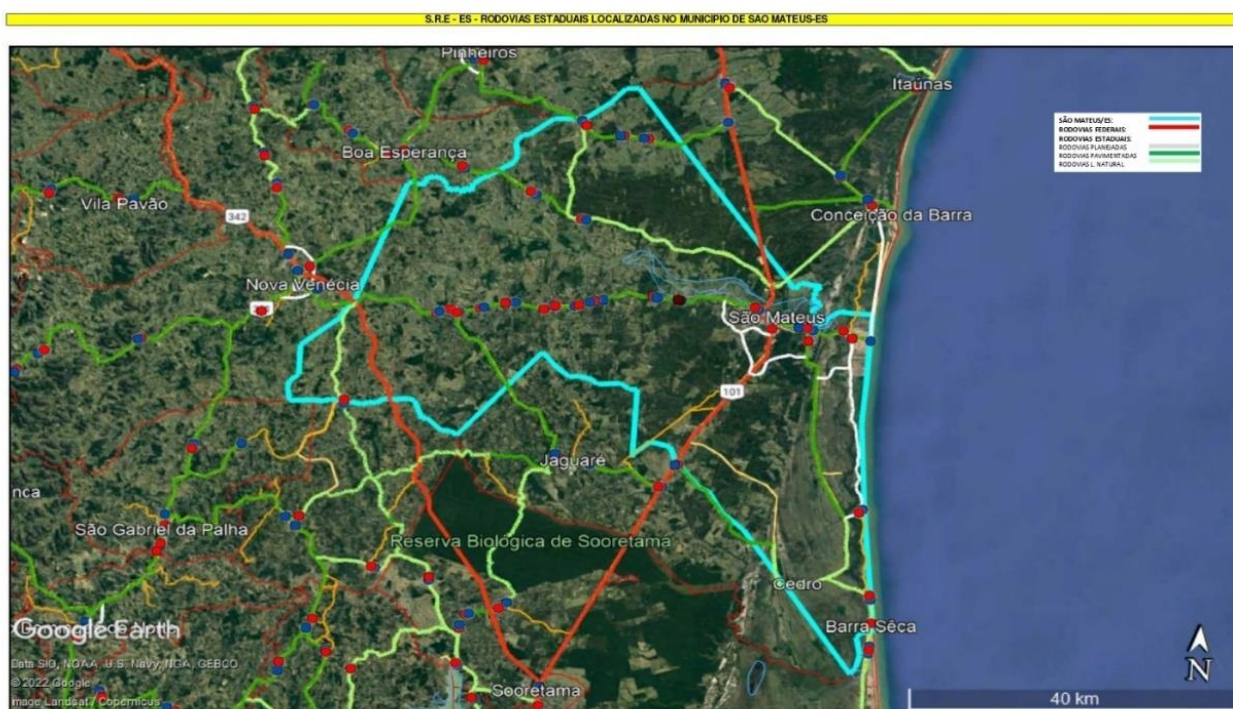 S.R.E - ES - RODOVIAS ESTADUAIS LOCALIZADAS NO MUNICIPIO DE SAO MATEUS-ES
Pinheiros
Itaúnas
SÃO MATEUS/ES:
RODOVIAS FEDERAIS:
RODOVIAS ESTADUAIS:
RODOVIAS PLANEJADAS
RODOVIAS PAVIMENTADAS
RODOVIAS L. NATURAL
Boa Esperança
Vila Pavão
342
Conceição da Barra
Nova Venécia
São Mateus
101
Jaguaré
nca
São Gabriel da Palha
Reserva Biológica de Sooretama
Cedro
Barra Sêca
Google Earth
Data SIO, NOAA, U.S. Navy, NGA, GEBCO
© 2022 Google
Image Landsat / Copernicus
Sooretama
N
40 km